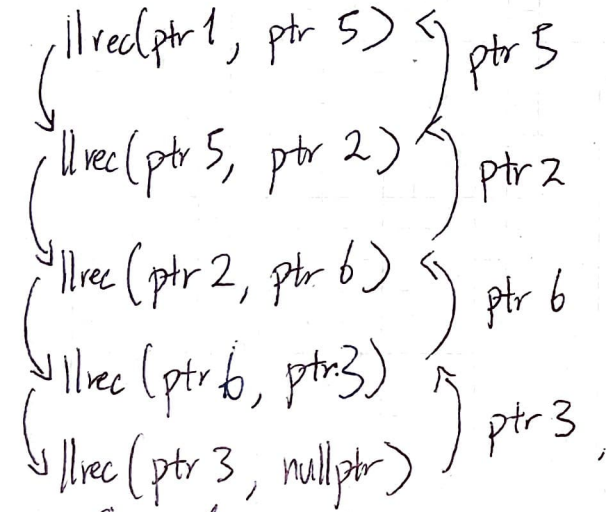 llrec(ptr 1, ptr 5)
ptr 5
llrec(ptr 5, ptr 2)
ptr 2
llrec(ptr 2, ptr 6)
ptr 6
llrec(ptr 6, ptr 3)
ptr 3
llrec(ptr 3, nullptr)